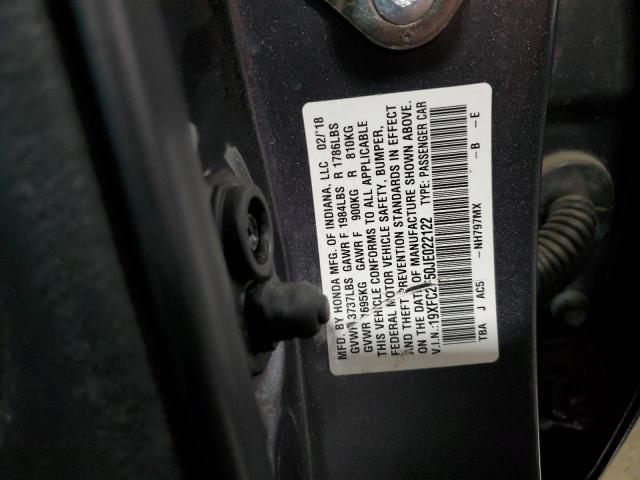 MFD. BY HONDA MFG. OF INDIANA, LLC 02/'18
GVWR 3737LBS GAWR F 1984LBS R 1786LBS
GVWR 1695KG GAWR F 900KG R 810KG
THIS VEHICLE CONFORMS TO ALL APPLICABLE
FEDERAL MOTOR VEHICLE SAFETY, BUMPER,
AND THEFT PREVENTION STANDARDS IN EFFECT
ON THE DATE OF MANUFACTURE SHOWN ABOVE.
V.I.N.: TYPE: PASSENGER CAR
TBA J AC5 -NH797MX -B -E